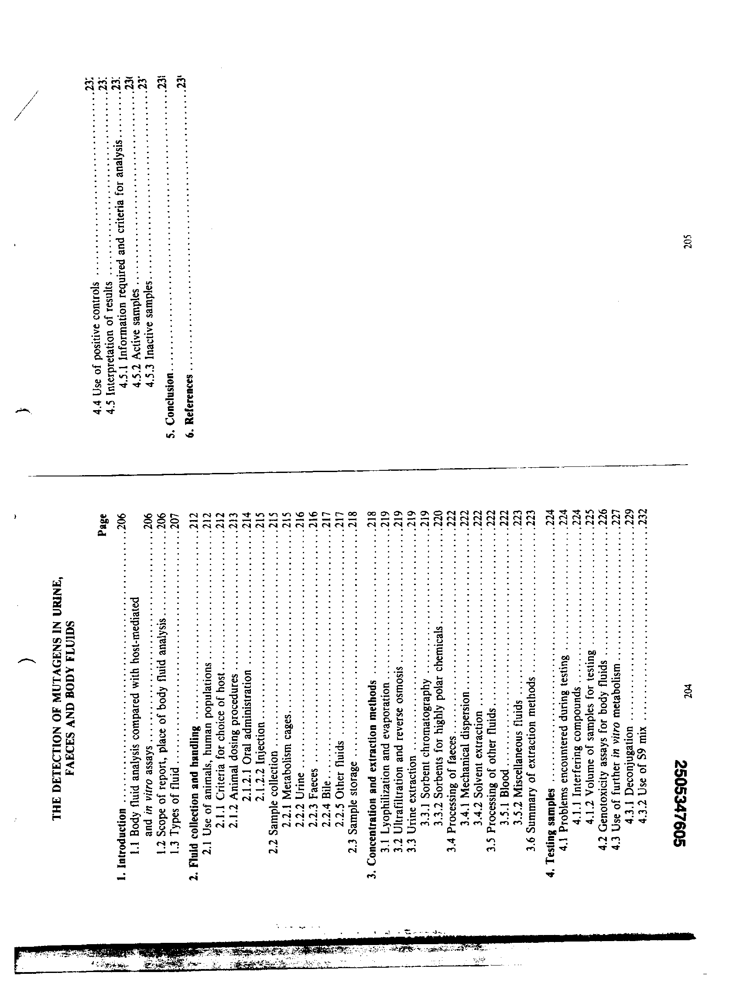 THE DETECTION OF MUTAGENS IN URINE,
FAECES AND BODY FLUIDS
Page
1. Introduction ..... 206
1.1 Body fluid analysis compared with host-mediated
and in vitro assays ..... 206
1.2 Scope of report, place of body fluid analysis ..... 206
1.3 Types of fluid ..... 207
2. Fluid collection and handling ..... 212
2.1 Use of animals, human populations ..... 212
2.1.1 Criteria for choice of host ..... 212
2.1.2 Animal dosing procedures ..... 213
2.1.2.1 Oral administration ..... 214
2.1.2.2 Injection ..... 215
2.2 Sample collection ..... 215
2.2.1 Metabolism cages ..... 215
2.2.2 Urine ..... 216
2.2.3 Faeces ..... 216
2.2.4 Bile ..... 217
2.2.5 Other fluids ..... 217
2.3 Sample storage ..... 218
3. Concentration and extraction methods ..... 218
3.1 Lyophilization and evaporation ..... 219
3.2 Ultrafiltration and reverse osmosis ..... 219
3.3 Urine extraction ..... 219
3.3.1 Sorbent chromatography ..... 219
3.3.2 Sorbents for highly polar chemicals ..... 220
3.4 Processing of faeces ..... 222
3.4.1 Mechanical dispersion ..... 222
3.4.2 Solvent extraction ..... 222
3.5 Processing of other fluids ..... 222
3.5.1 Blood ..... 222
3.5.2 Miscellaneous fluids ..... 223
3.6 Summary of extraction methods ..... 223
4. Testing samples ..... 224
4.1 Problems encountered during testing ..... 224
4.1.1 Interfering compounds ..... 224
4.1.2 Volume of samples for testing ..... 225
4.2 Genotoxicity assays for body fluids ..... 226
4.3 Use of further in vitro metabolism ..... 227
4.3.1 Deconjugation ..... 229
4.3.2 Use of S9 mix ..... 232
204
2505347605
4.4 Use of positive controls .....
4.5 Interpretation of results .....
4.5.1 Information required and criteria for analysis .....
4.5.2 Active samples .....
4.5.3 Inactive samples .....
5. Conclusion .....
6. References .....
205